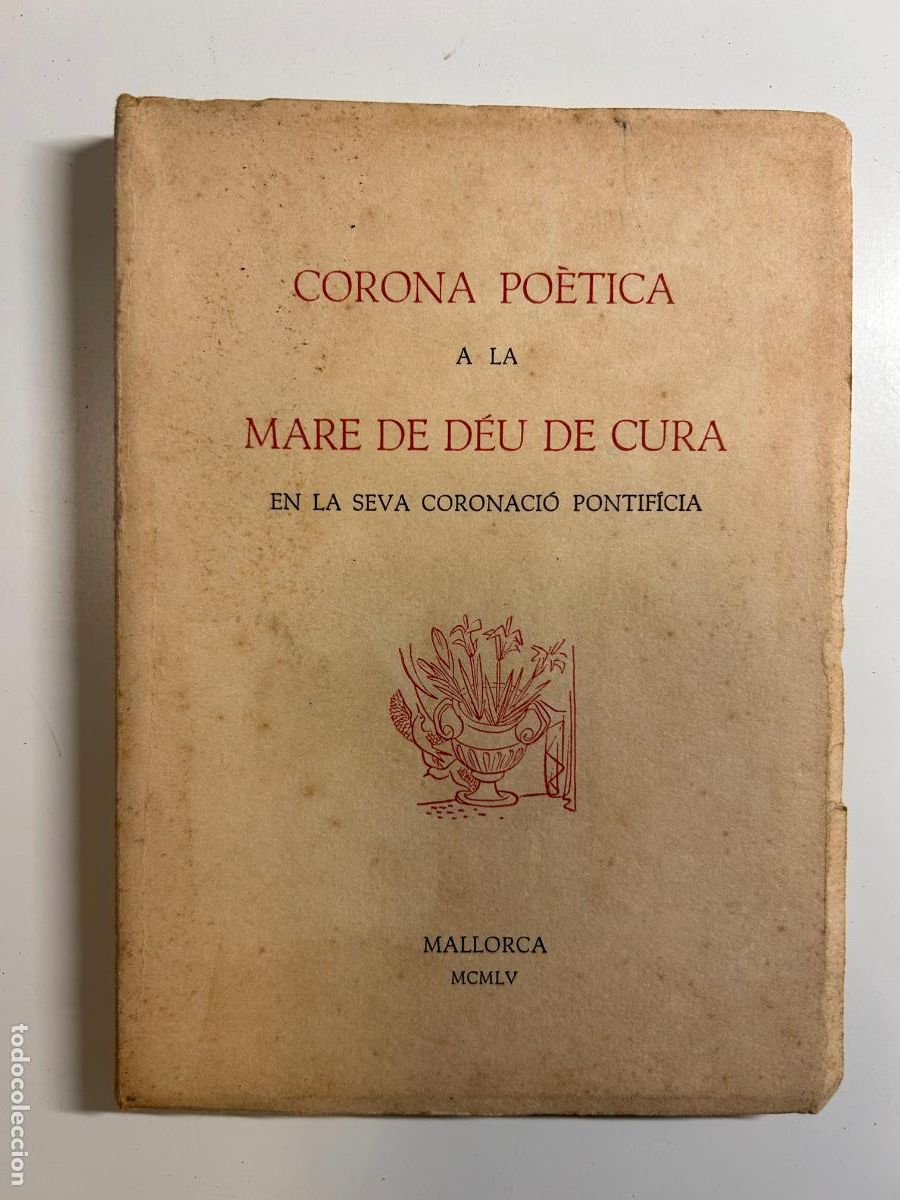 CORONA POÈTICA
A LA
MARE DE DÉU DE CURA
EN LA SEVA CORONACIÓ PONTIFÍCIA
MALLORCA
MCMLV
todocoleccion